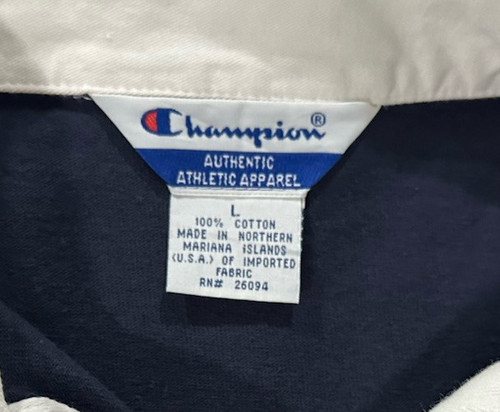 Champion®
AUTHENTIC
ATHLETIC APPAREL
L
100% COTTON
MADE IN NORTHERN
MARIANA ISLANDS
(U.S.A.) OF IMPORTED
FABRIC
RN# 26094